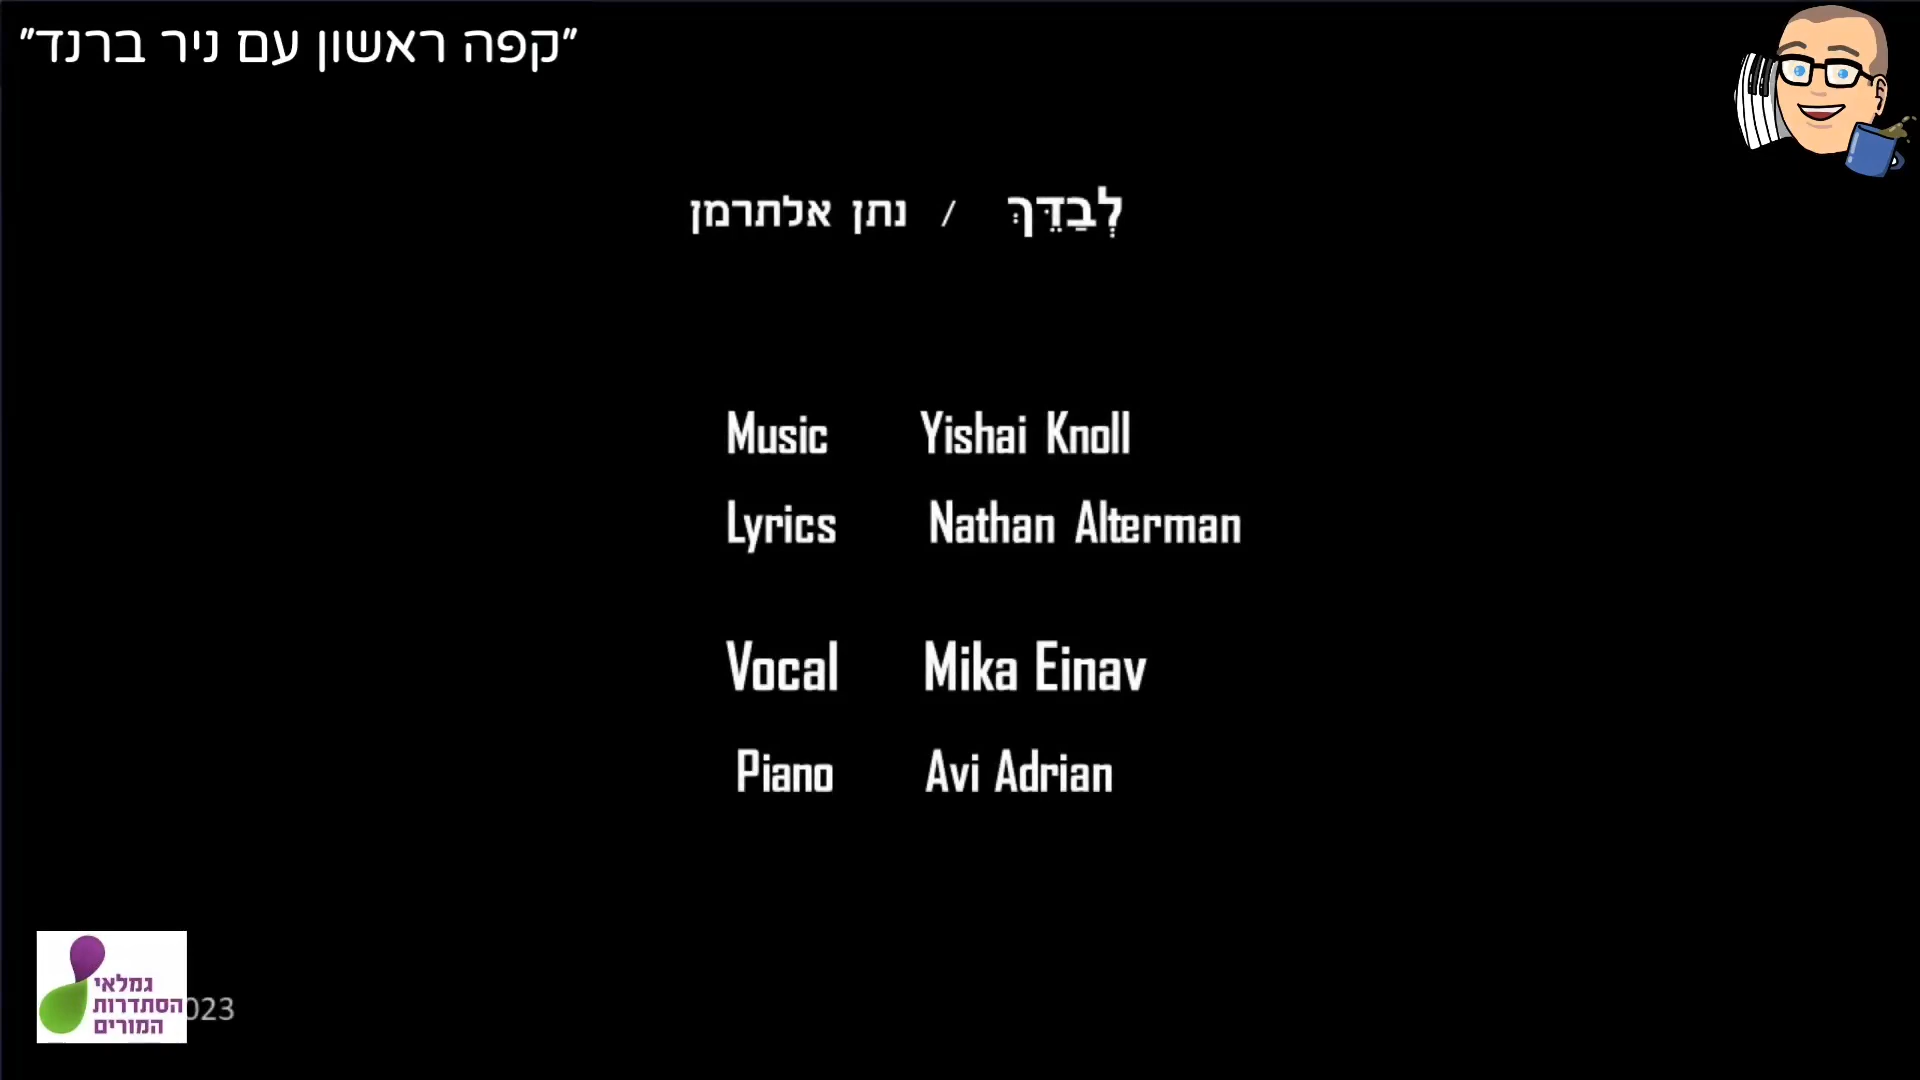 "קפה ראשון עם ניר ברנד"
לְבַדֵּךְ / נתן אלתרמן
Music Yishai Knoll
Lyrics Nathan Alterman
Vocal Mika Einav
Piano Avi Adrian
גמלאי
הסתדרות
המורים
023